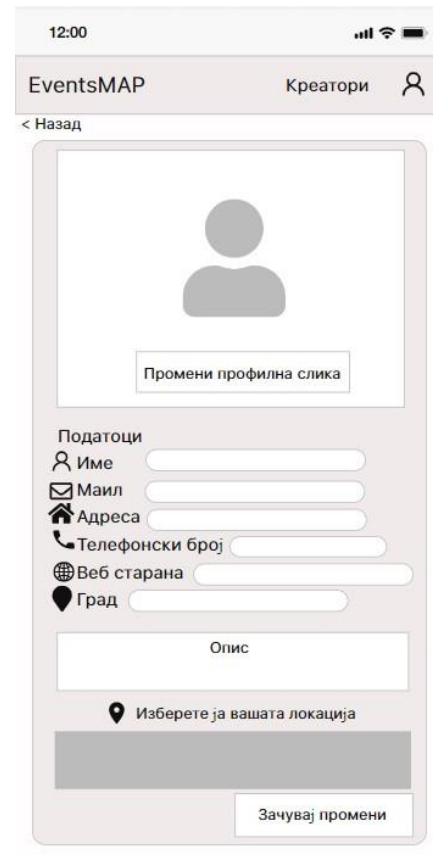 12:00
EventsMAP Креатори
< Назад
Промени профилна слика
Податоци
Име
Маил
Адреса
Телефонски број
Веб старана
Град
Опис
Изберете ја вашата локација
Зачувај промени